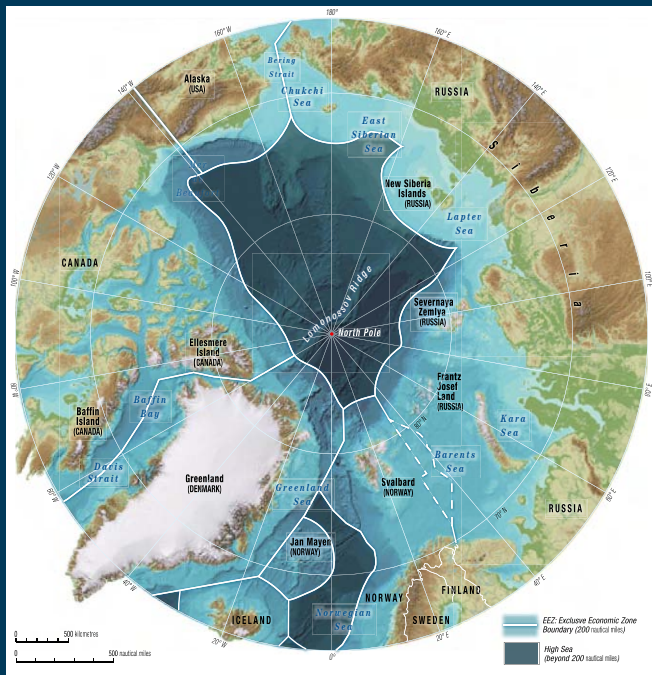 180°
160° W
160° E
Bering
Strait
Alaska
(USA)
Chukchi
Sea
RUSSIA
140° W
140° E
East
Siberian
Sea
Siberia
120° W
120° E
New Siberia
Islands
(RUSSIA)
Laptev
Sea
CANADA
100° W
100° E
Lomonossov Ridge
Severnaya
Zemlya
(RUSSIA)
North Pole
Ellesmere
Island
(CANADA)
Frantz
Josef
Land
(RUSSIA)
80° W
80° E
Baffin
Bay
Baffin
Island
(CANADA)
80° N
Kara
Sea
Barents
Sea
Davis
Strait
Greenland
(DENMARK)
Svalbard
(NORWAY)
Greenland
Sea
60° W
60° E
70° N
RUSSIA
Jan Mayen
(NORWAY)
40° W
40° E
FINLAND
NORWAY
ICELAND
Norwegian
Sea
SWEDEN
20° W
0°
20° E
0 500 kilometres
0 500 nautical miles
EEZ: Exclusve Economic Zone
Boundary (200 nautical miles)
High Sea
(beyond 200 nautical miles)